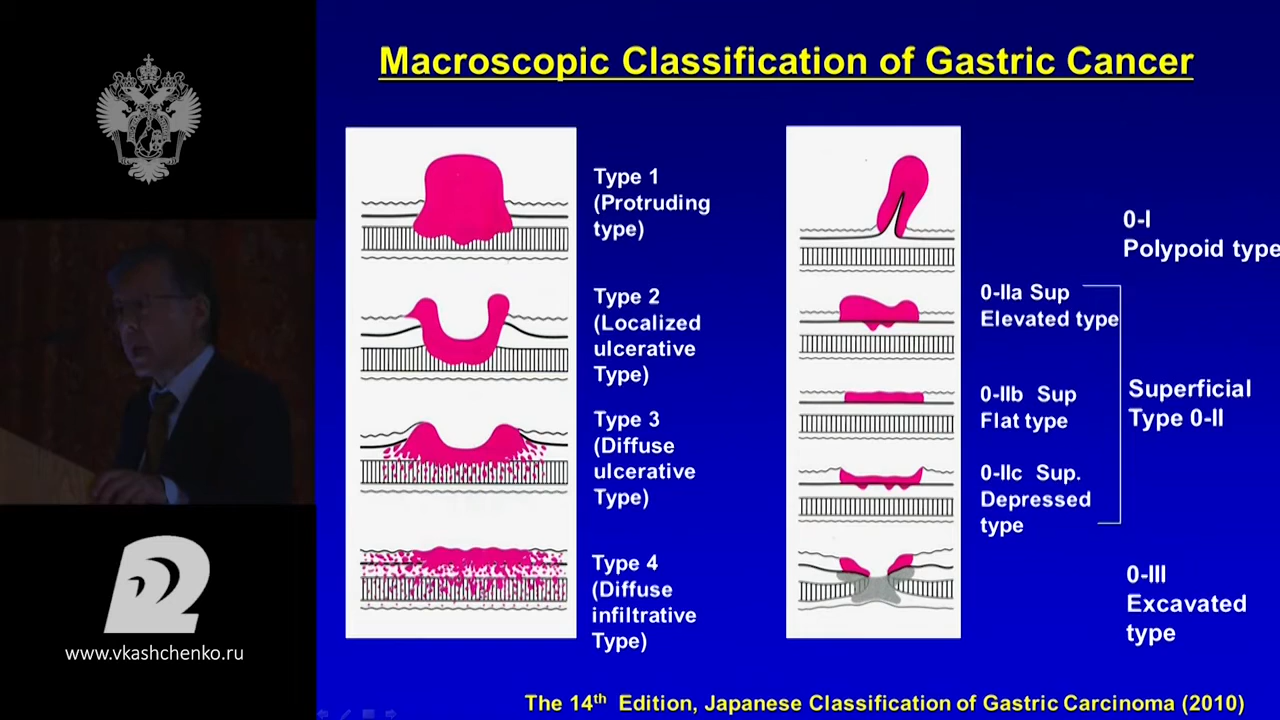 Macroscopic Classification of Gastric Cancer
Type 1
(Protruding
type)
Type 2
(Localized
ulcerative
Type)
Type 3
(Diffuse
ulcerative
Type)
Type 4
(Diffuse
infiltrative
Type)
0-I
Polypoid type
0-IIa Sup
Elevated type
0-IIb Sup
Flat type
0-IIc Sup.
Depressed
type
Superficial
Type 0-II
0-III
Excavated
type
The 14th Edition, Japanese Classification of Gastric Carcinoma (2010)
www.vkashchenko.ru